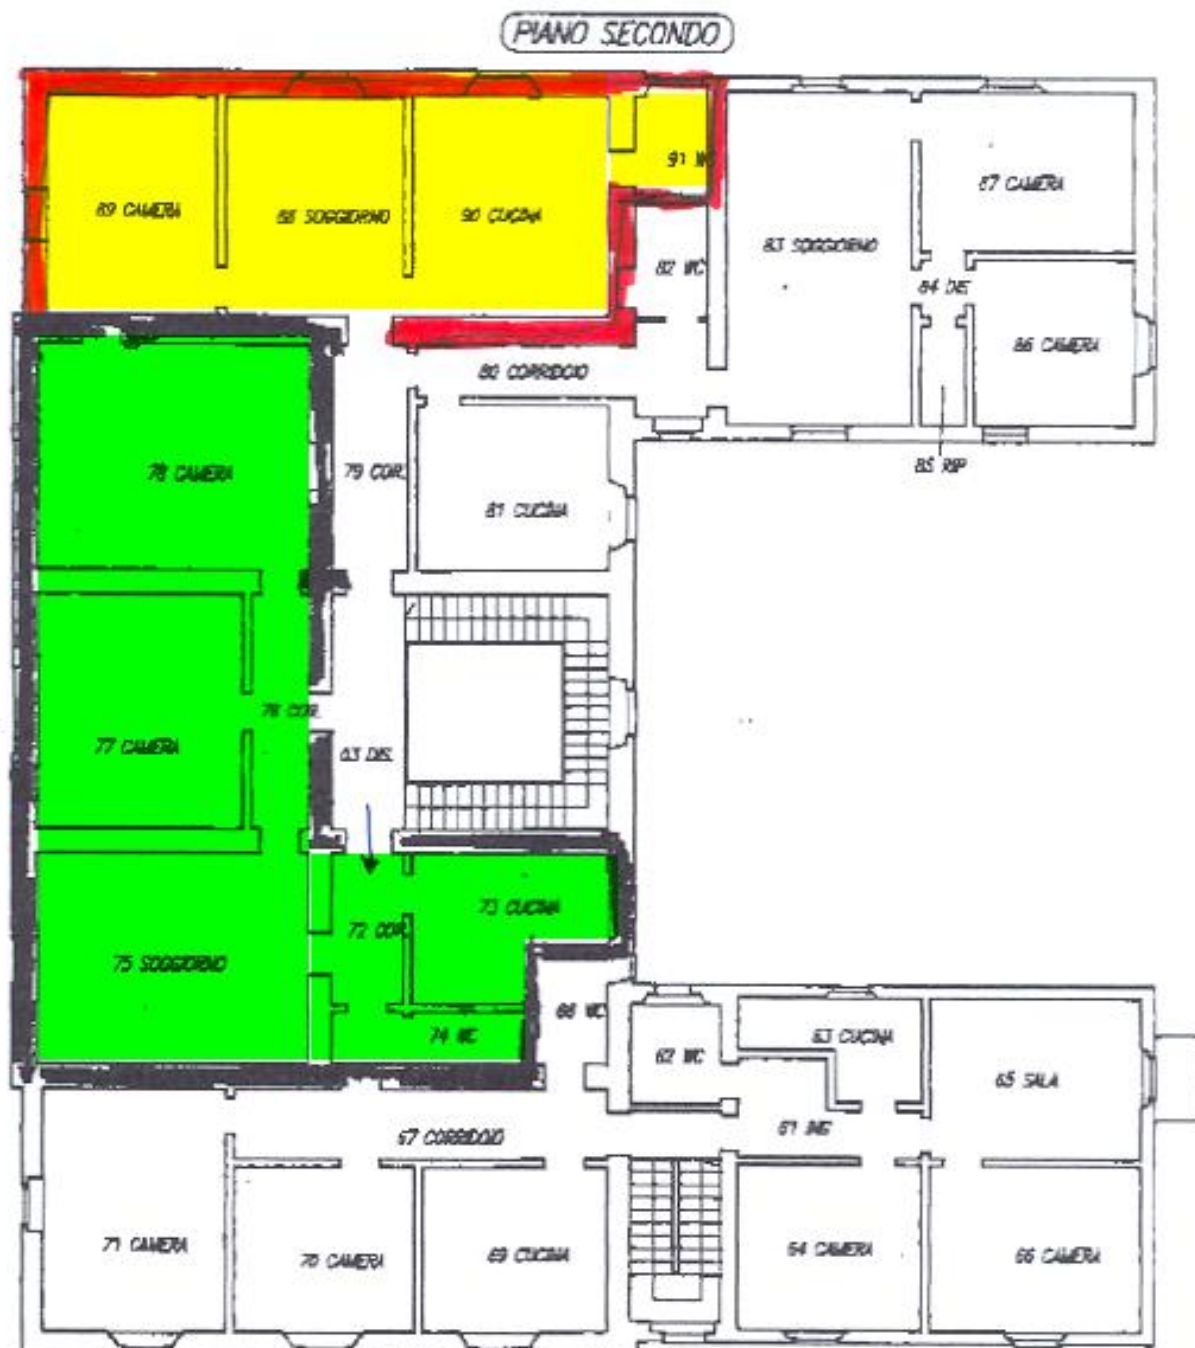 PIANO SECONDO
89 CAMERA
88 SOGGIORNO
90 CUCINA
91 WC
87 CAMERA
83 SOGGIORNO
82 WC
84 DIS
86 CAMERA
80 CORRIDOIO
85 RIP
78 CAMERA
79 COR.
81 CUCINA
76 COR.
77 CAMERA
63 DIS.
73 CUCINA
72 COR.
75 SOGGIORNO
74 WC
68 WC
62 WC
63 CUCINA
65 SALA
67 CORRIDOIO
61 ING
71 CAMERA
70 CAMERA
69 CUCINA
64 CAMERA
66 CAMERA